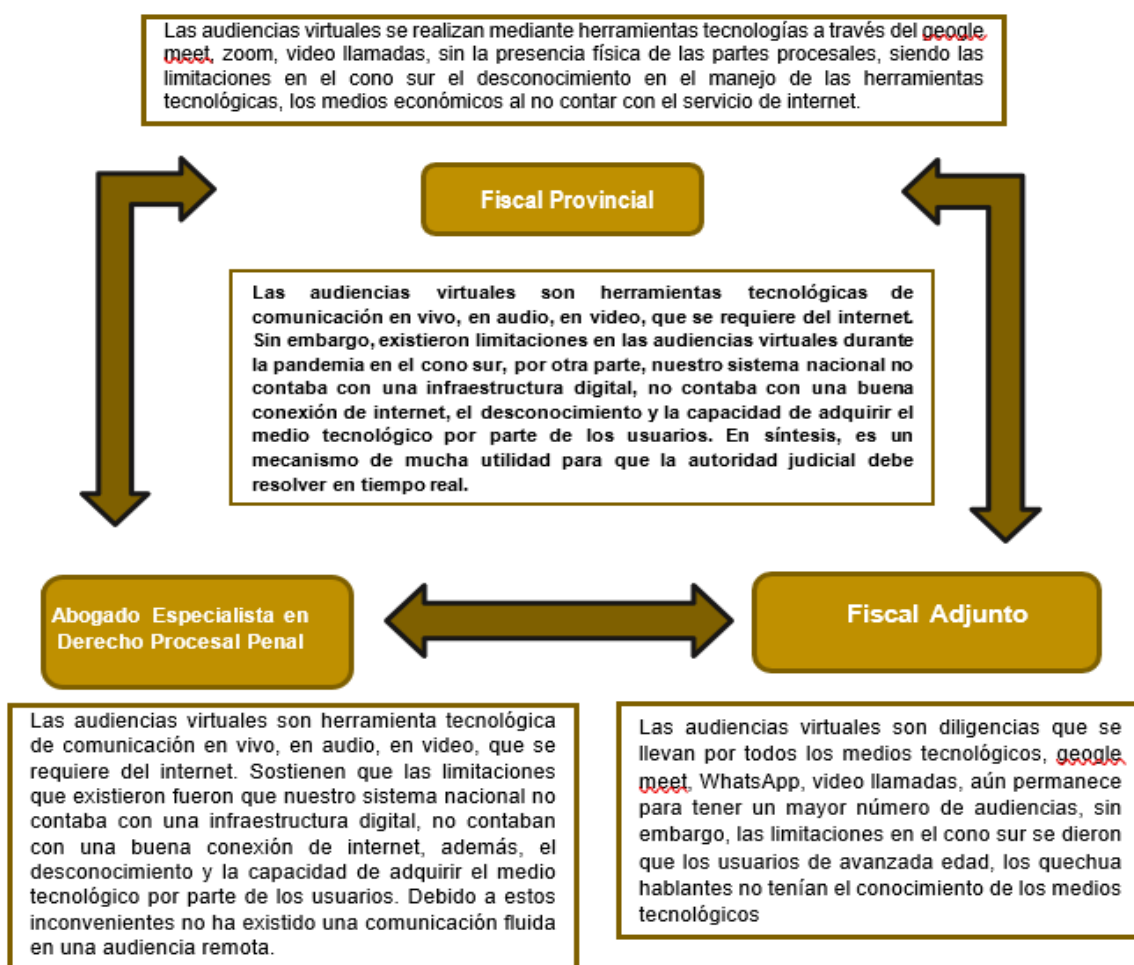 Las audiencias virtuales se realizan mediante herramientas tecnologías a través del geogle
meet, zoom, video llamadas, sin la presencia física de las partes procesales, siendo las
limitaciones en el cono sur el desconocimiento en el manejo de las herramientas
tecnológicas, los medios económicos al no contar con el servicio de internet.
Fiscal Provincial
Las audiencias virtuales son herramientas tecnológicas de
comunicación en vivo, en audio, en video, que se requiere del internet.
Sin embargo, existieron limitaciones en las audiencias virtuales durante
la pandemia en el cono sur, por otra parte, nuestro sistema nacional no
contaba con una infraestructura digital, no contaba con una buena
conexión de internet, el desconocimiento y la capacidad de adquirir el
medio tecnológico por parte de los usuarios. En síntesis, es un
mecanismo de mucha utilidad para que la autoridad judicial debe
resolver en tiempo real.
Abogado Especialista en
Derecho Procesal Penal
Las audiencias virtuales son herramienta tecnológica
de comunicación en vivo, en audio, en video, que se
requiere del internet. Sostienen que las limitaciones
que existieron fueron que nuestro sistema nacional no
contaba con una infraestructura digital, no contaban
con una buena conexión de internet, además, el
desconocimiento y la capacidad de adquirir el medio
tecnológico por parte de los usuarios. Debido a estos
inconvenientes no ha existido una comunicación fluida
en una audiencia remota.
Fiscal Adjunto
Las audiencias virtuales son diligencias que se
llevan por todos los medios tecnológicos, geogle
meet, WhatsApp, video llamadas, aún permanece
para tener un mayor número de audiencias, sin
embargo, las limitaciones en el cono sur se dieron
que los usuarios de avanzada edad, los quechua
hablantes no tenían el conocimiento de los medios
tecnológicos